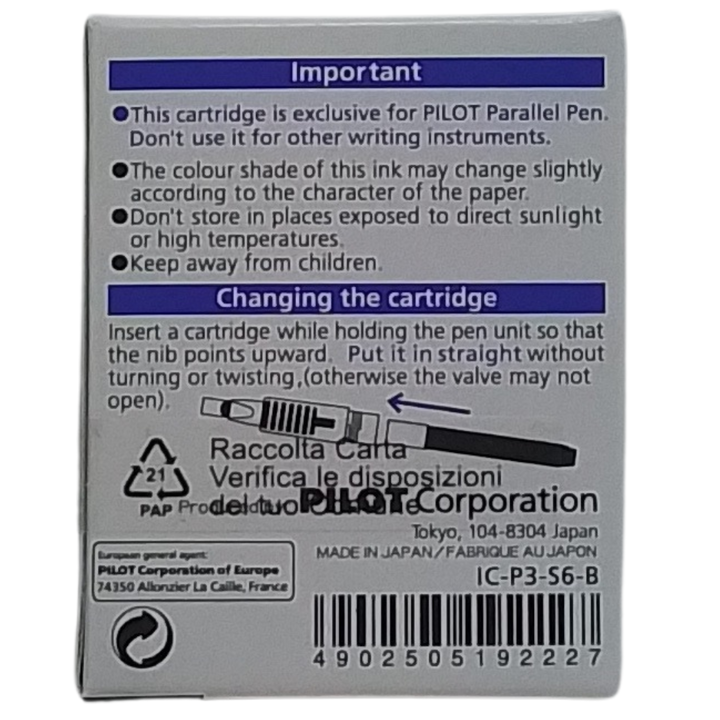 Important
This cartridge is exclusive for PILOT Parallel Pen.
Don't use it for other writing instruments.
The colour shade of this ink may change slightly
according to the character of the paper.
Don't store in places exposed to direct sunlight
or high temperatures.
Keep away from children.
Changing the cartridge
Insert a cartridge while holding the pen unit so that
the nib points upward. Put it in straight without
turning or twisting,(otherwise the valve may not
open).
21
PAP
Raccolta Carta
Verifica le disposizioni
del tuo
PILOT Corporation
Tokyo, 104-8304 Japan
MADE IN JAPAN/FABRIQUE AU JAPON
IC-P3-S6-B
European general agent:
PILOT Corporation of Europe
74350 Allonzier La Caille, France
4902505192227